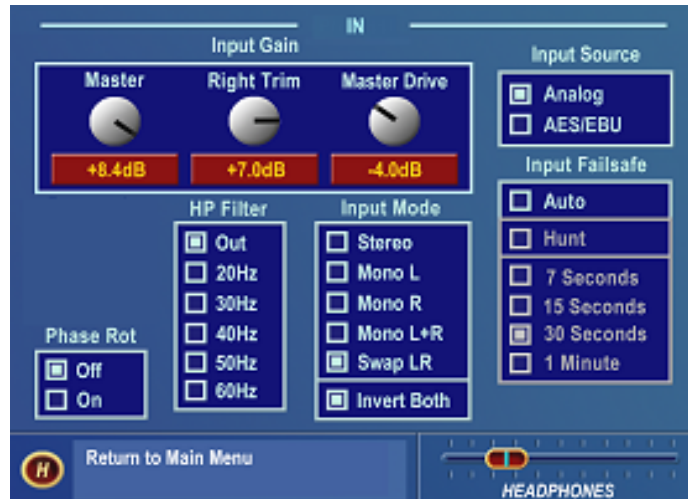 IN
Input Gain
Master
Right Trim
Master Drive
+8.4dB
+7.0dB
-4.0dB
Input Source
Analog
AES/EBU
Input Failsafe
Auto
Hunt
7 Seconds
15 Seconds
30 Seconds
1 Minute
HP Filter
Out
20Hz
30Hz
40Hz
50Hz
60Hz
Input Mode
Stereo
Mono L
Mono R
Mono L+R
Swap LR
Invert Both
Phase Rot
Off
On
H
Return to Main Menu
HEADPHONES